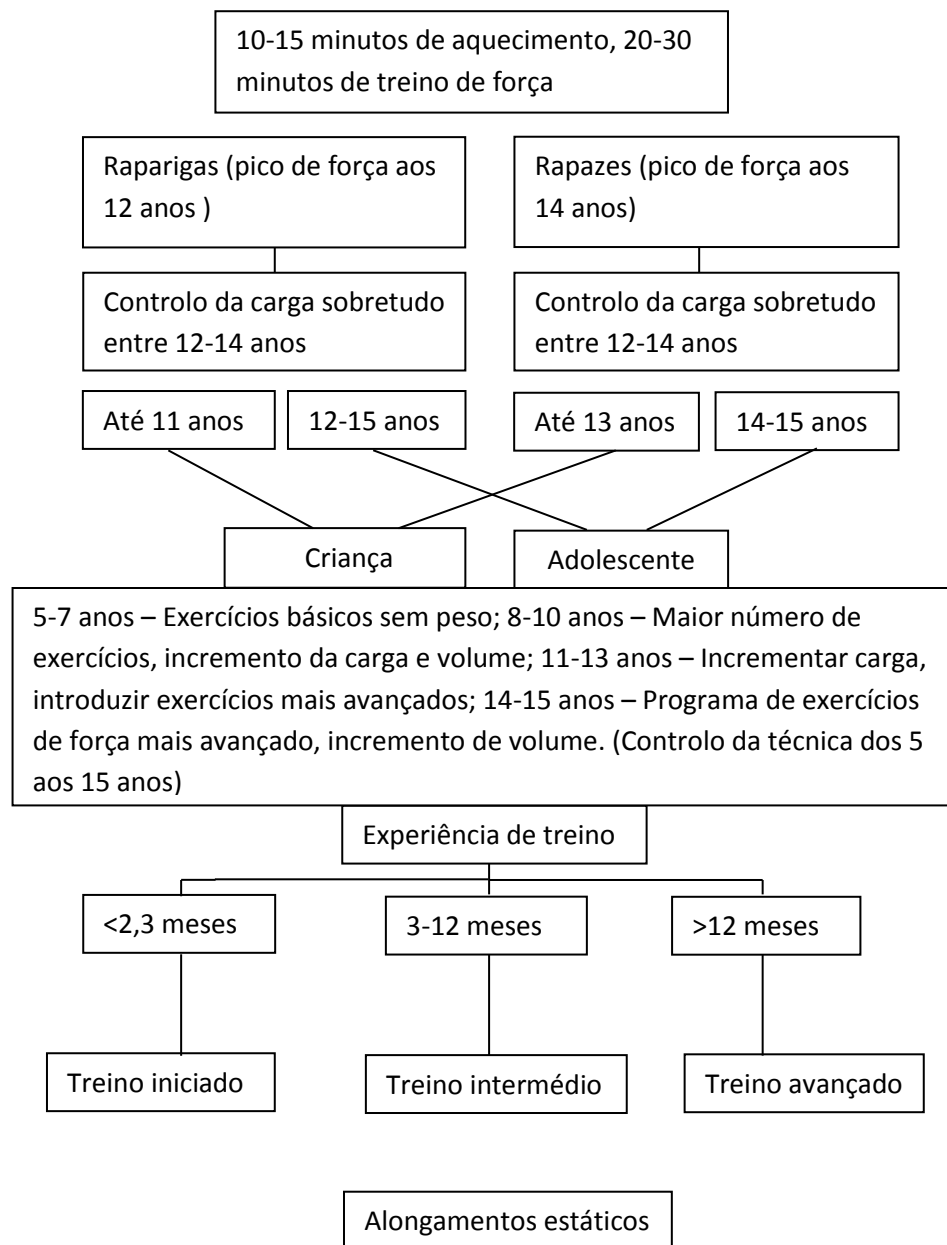 10-15 minutos de aquecimento, 20-30
minutos de treino de força
Raparigas (pico de força aos
12 anos )
Rapazes (pico de força aos
14 anos)
Controlo da carga sobretudo
entre 12-14 anos
Controlo da carga sobretudo
entre 12-14 anos
Até 11 anos
12-15 anos
Até 13 anos
14-15 anos
Criança
Adolescente
5-7 anos – Exercícios básicos sem peso; 8-10 anos – Maior número de
exercícios, incremento da carga e volume; 11-13 anos – Incrementar carga,
introduzir exercícios mais avançados; 14-15 anos – Programa de exercícios
de força mais avançado, incremento de volume. (Controlo da técnica dos 5
aos 15 anos)
Experiência de treino
<2,3 meses
3-12 meses
>12 meses
Treino iniciado
Treino intermédio
Treino avançado
Alongamentos estáticos